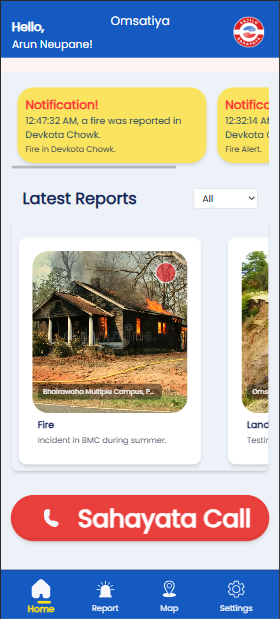 Omsatiya
Hello,
Arun Neupane!
Notification!
12:47:32 AM, a fire was reported in
Devkota Chowk.
Fire in Devkota Chowk.
Notific
12:32:14 AM
Devkota C
Fire Alert.
Latest Reports
All
Bhairahawa Multiple Campus, P...
Fire
Incident in BMC during summer.
Oms
Land
Testin
Sahayata Call
Home
Report
Map
Settings